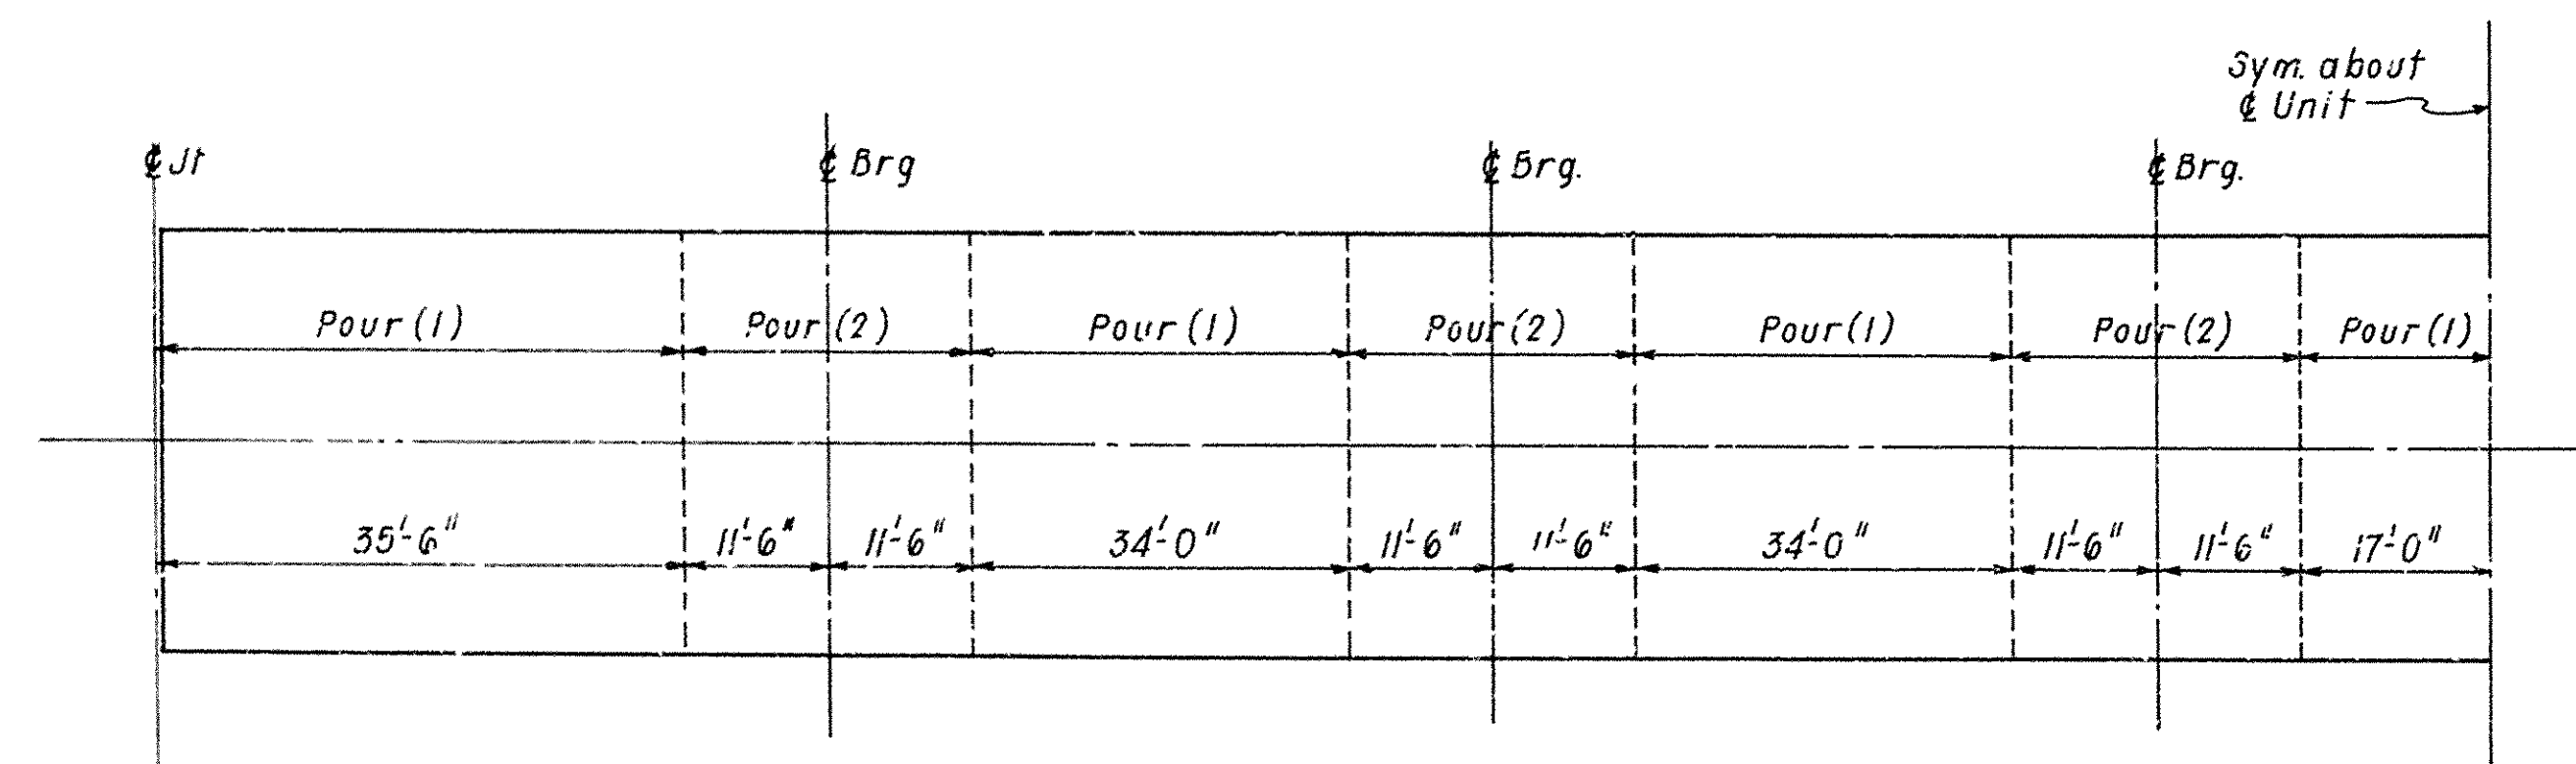 Sym. about
℄ Unit
℄ Jt
℄ Brg
℄ Brg.
℄ Brg.
Pour (1)
Pour (2)
Pour (1)
Pour (2)
Pour (1)
Pour (2)
Pour (1)
35'-6"
11'-6"
11'-6"
34'-0"
11'-6"
11'-6"
34'-0"
11'-6"
11'-6"
17'-0"